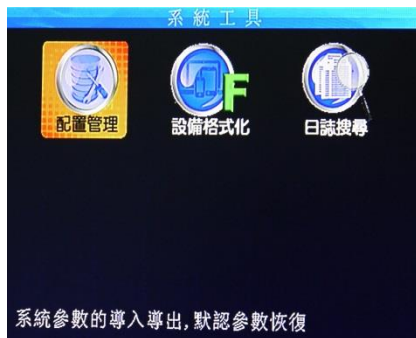 系統工具
配置管理
F
設備格式化
日誌搜尋
系統參數的導入導出,默認參數恢復